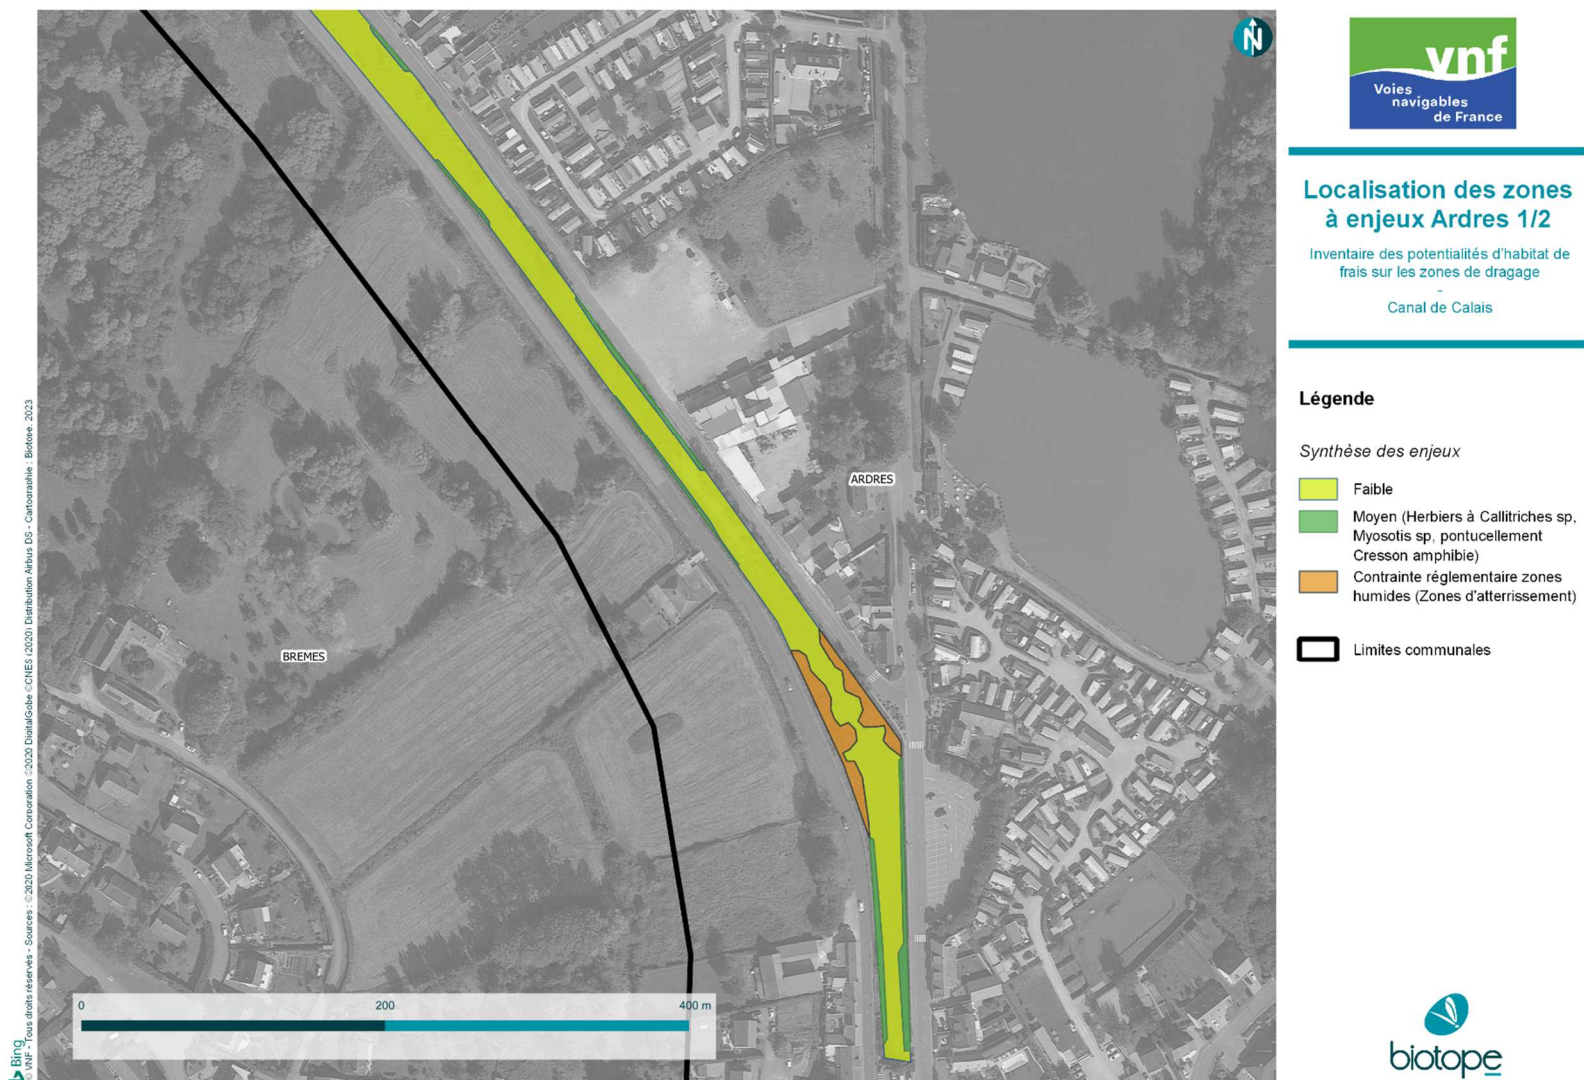 N
vnf
Voies
navigables
de France
Localisation des zones
à enjeux Ardres 1/2
Inventaire des potentialités d'habitat de
frais sur les zones de dragage
-
Canal de Calais
Légende
Synthèse des enjeux
Faible
Moyen (Herbiers à Callitriches sp,
Myosotis sp, pontucellement
Cresson amphibie)
Contrainte réglementaire zones
humides (Zones d'atterrissement)
Limites communales
ARDRES
BREMES
0 200 400 m
Bing
© VNF - Tous droits réservés - Sources : ©2020 Microsoft Corporation ©2020 DigitalGlobe ©CNES (2020) Distribution Airbus DS - Cartographie : Biotope, 2023
biotope